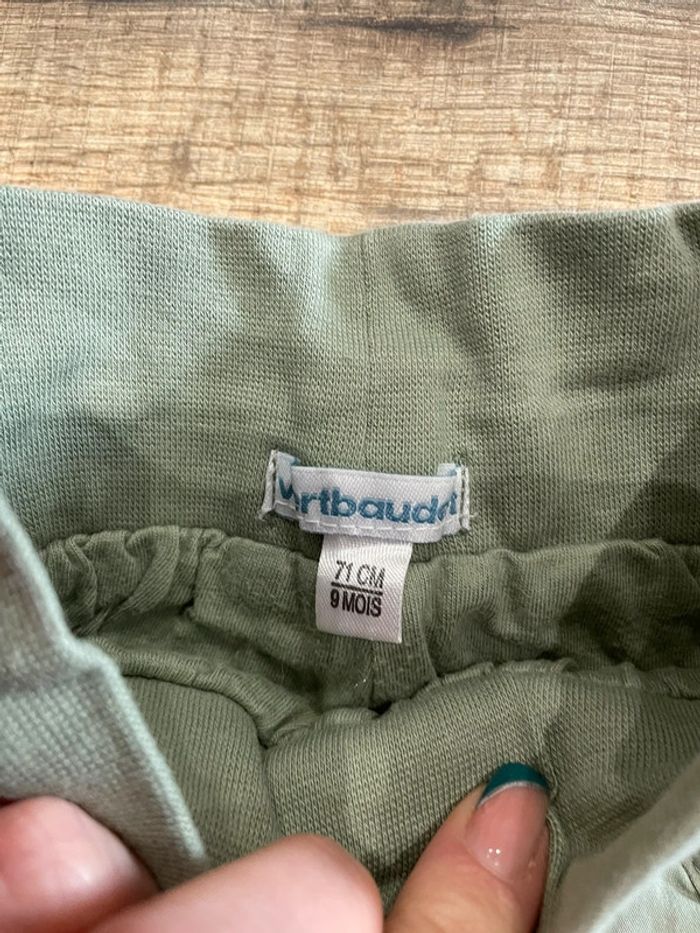 Vertbaudet
71 CM
9 MOIS